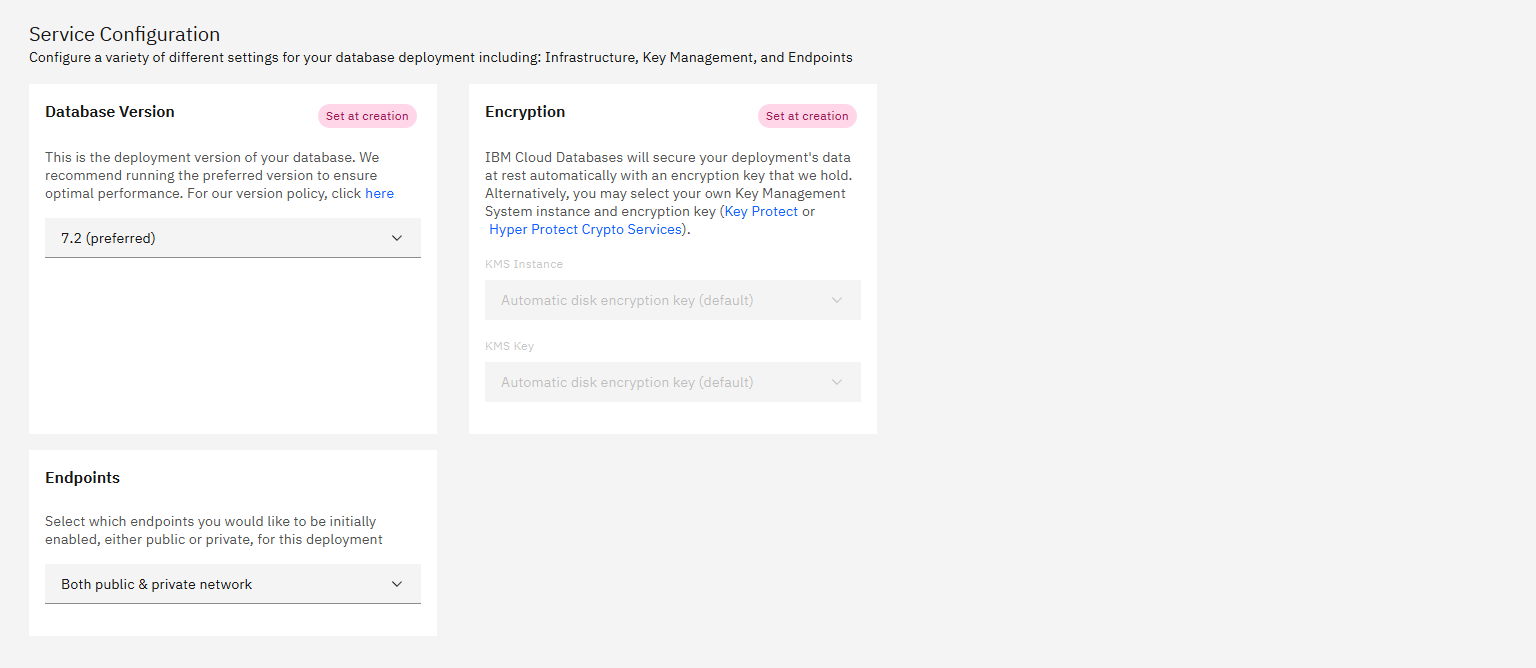 Service Configuration
Configure a variety of different settings for your database deployment including: Infrastructure, Key Management, and Endpoints
Database Version
Set at creation
This is the deployment version of your database. We
recommend running the preferred version to ensure
optimal performance. For our version policy, click here
7.2 (preferred)
Encryption
Set at creation
IBM Cloud Databases will secure your deployment's data
at rest automatically with an encryption key that we hold.
Alternatively, you may select your own Key Management
System instance and encryption key (Key Protect or
Hyper Protect Crypto Services).
KMS Instance
Automatic disk encryption key (default)
KMS Key
Automatic disk encryption key (default)
Endpoints
Select which endpoints you would like to be initially
enabled, either public or private, for this deployment
Both public & private network